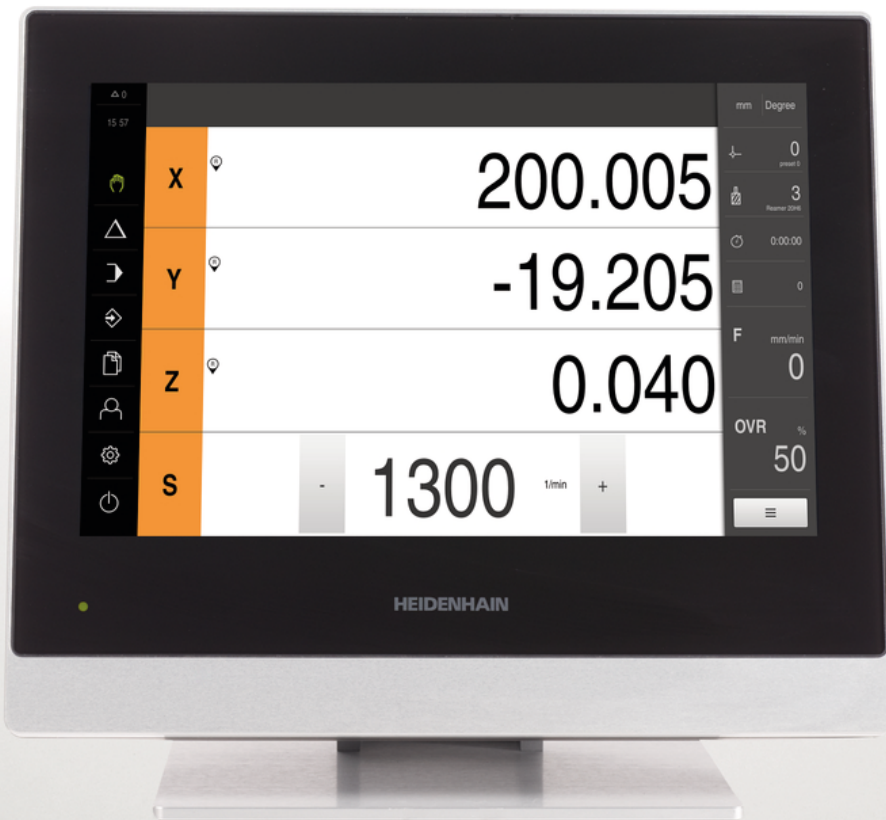 0
15 57
mm Degree
X R 200.005
0
preset 0
3
Reamer 20H6
Y R -19.205
0:00:00
0
Z R 0.040
F mm/min
0
OVR %
50
S - 1300 1/min +
HEIDENHAIN